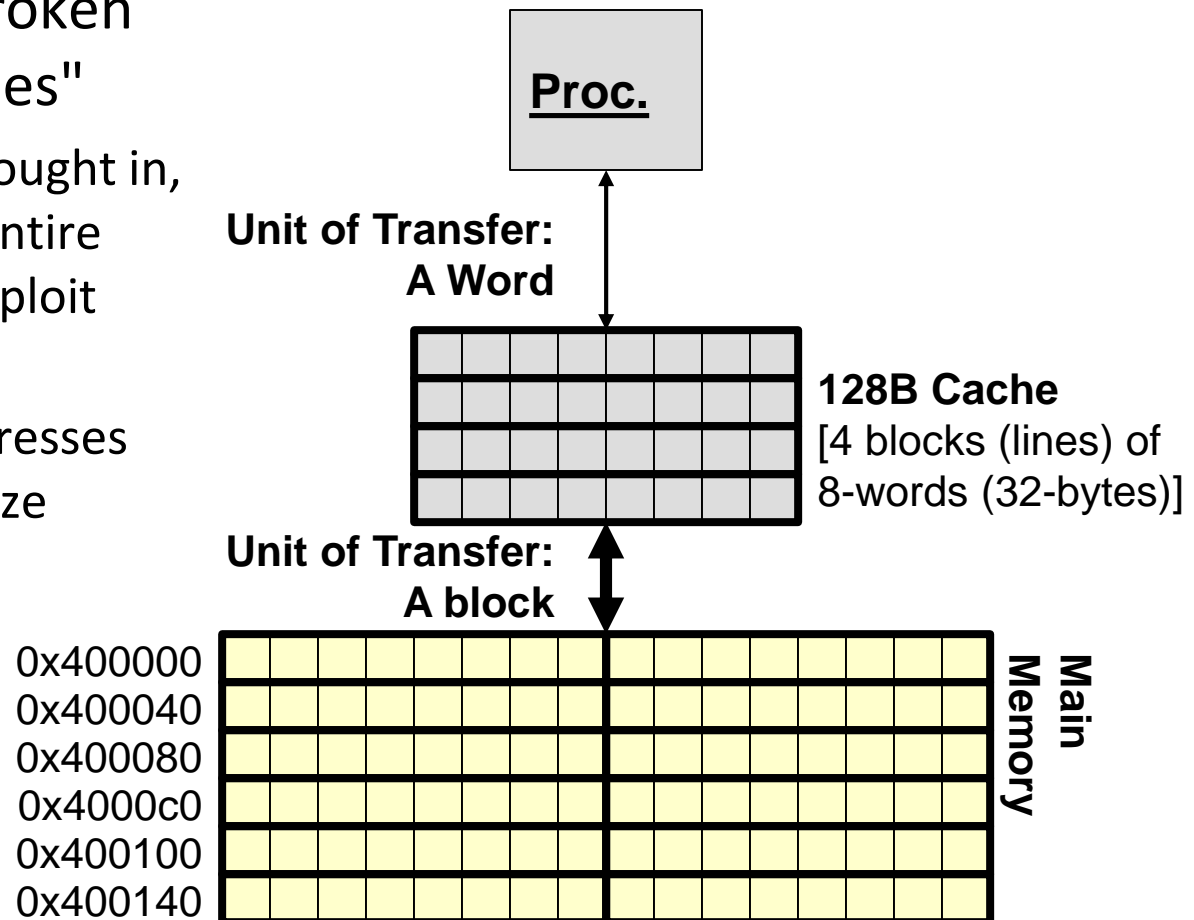 es"
ought in,
ntire
ploit
resses
ze
Proc.
Unit of Transfer:
A Word
128B Cache
[4 blocks (lines) of
8-words (32-bytes)]
Unit of Transfer:
A block
0x400000
0x400040
0x400080
0x4000c0
0x400100
0x400140
Main
Memory